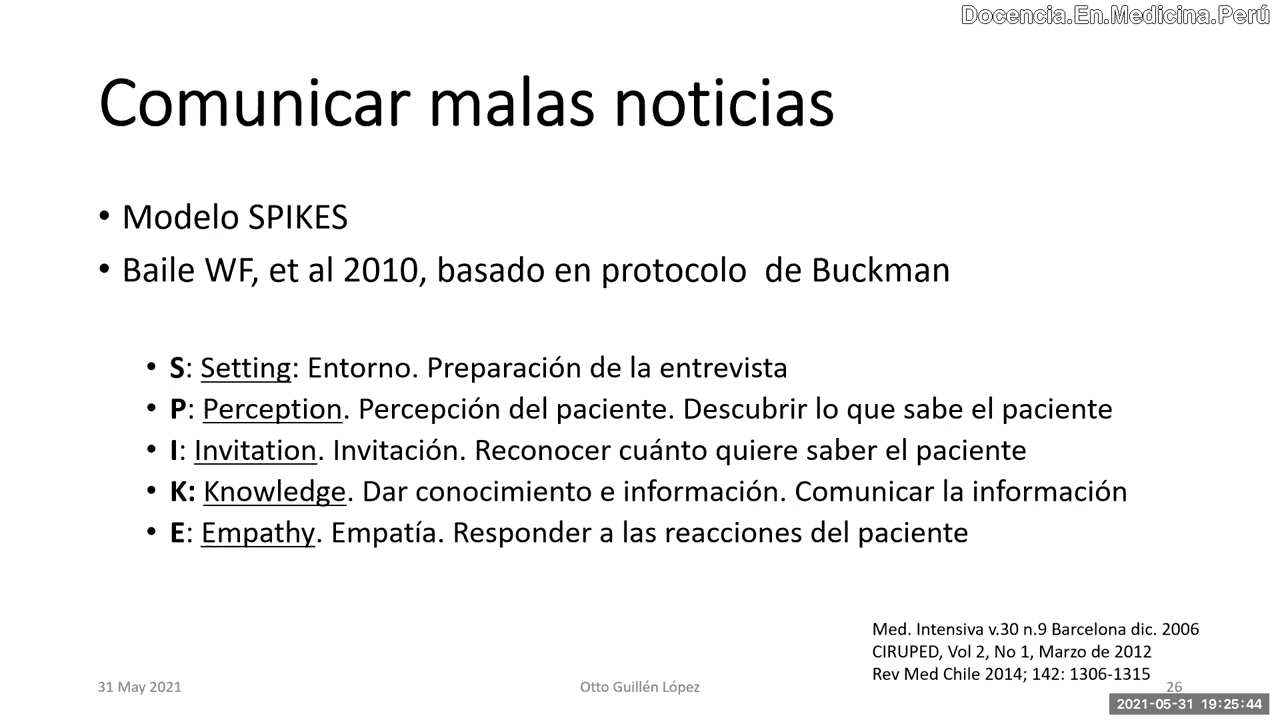 Docencia.En.Medicina.Perú
Comunicar malas noticias
• Modelo SPIKES
• Baile WF, et al 2010, basado en protocolo  de Buckman
• S: Setting: Entorno. Preparación de la entrevista
• P: Perception. Percepción del paciente. Descubrir lo que sabe el paciente
• I: Invitation. Invitación. Reconocer cuánto quiere saber el paciente
• K: Knowledge. Dar conocimiento e información. Comunicar la información
• E: Empathy. Empatía. Responder a las reacciones del paciente
Med. Intensiva v.30 n.9 Barcelona dic. 2006
CIRUPED, Vol 2, No 1, Marzo de 2012
Rev Med Chile 2014; 142: 1306-1315
31 May 2021
Otto Guillén López
26
2021-05-31 19:25:44